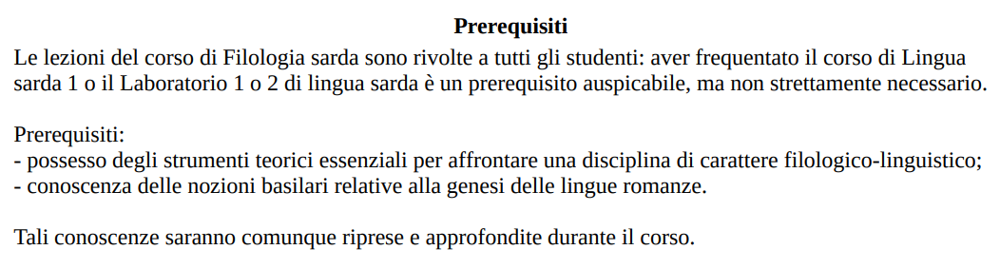 Prerequisiti
Le lezioni del corso di Filologia sarda sono rivolte a tutti gli studenti: aver frequentato il corso di Lingua
sarda 1 o il Laboratorio 1 o 2 di lingua sarda è un prerequisito auspicabile, ma non strettamente necessario.
Prerequisiti:
- possesso degli strumenti teorici essenziali per affrontare una disciplina di carattere filologico-linguistico;
- conoscenza delle nozioni basilari relative alla genesi delle lingue romanze.
Tali conoscenze saranno comunque riprese e approfondite durante il corso.